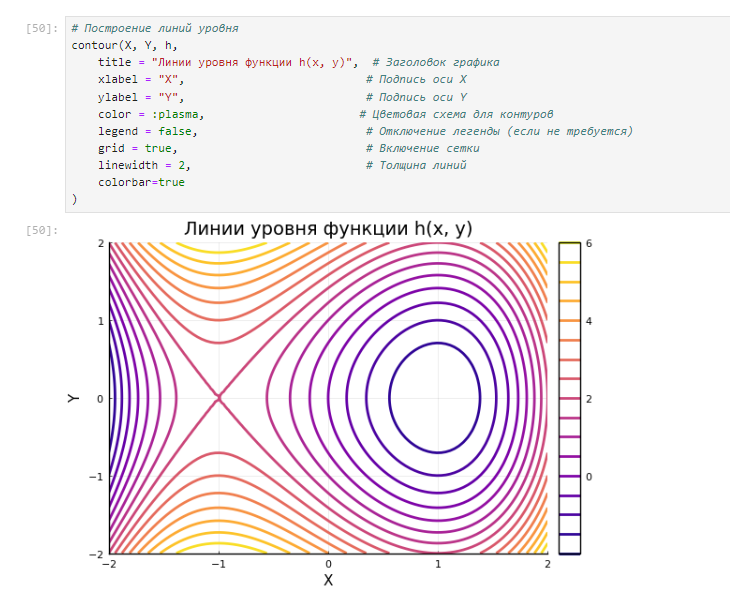 [50]: # Построение линий уровня
contour(X, Y, h,
title = "Линии уровня функции h(x, y)", # Заголовок графика
xlabel = "X", # Подпись оси X
ylabel = "Y", # Подпись оси Y
color = :plasma, # Цветовая схема для контуров
legend = false, # Отключение легенды (если не требуется)
grid = true, # Включение сетки
linewidth = 2, # Толщина линий
colorbar=true
)
[50]:
Линии уровня функции h(x, y)
2
1
0
−1
−2
Y
−2 −1 0 1 2
X
6
4
2
0